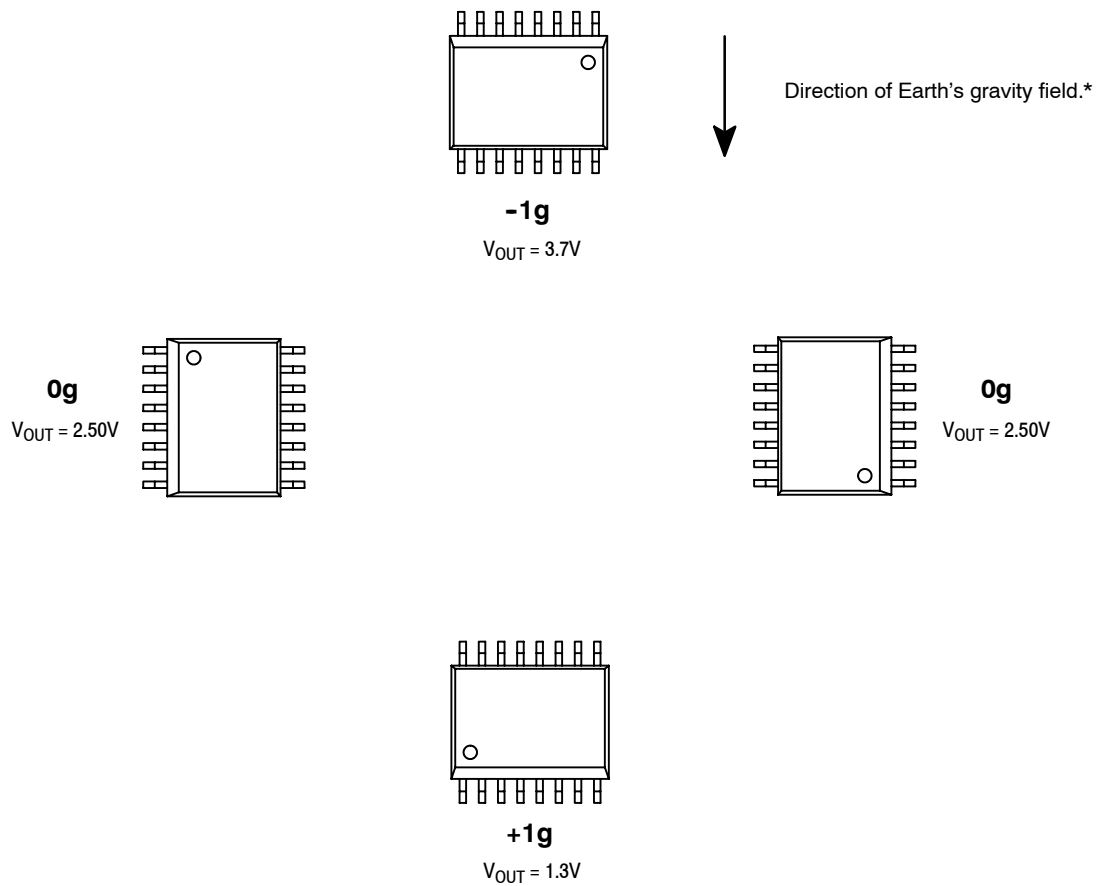 Direction of Earth's gravity field.*
-1g
VOUT = 3.7V
0g
VOUT = 2.50V
0g
VOUT = 2.50V
+1g
VOUT = 1.3V